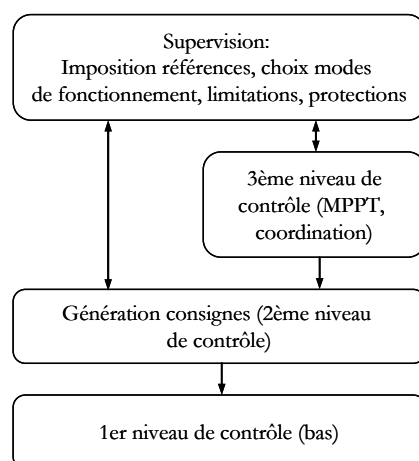 Supervision:
Imposition références, choix modes
de fonctionnement, limitations, protections
3ème niveau de
contrôle (MPPT,
coordination)
Génération consignes (2ème niveau
de contrôle)
1er niveau de contrôle (bas)